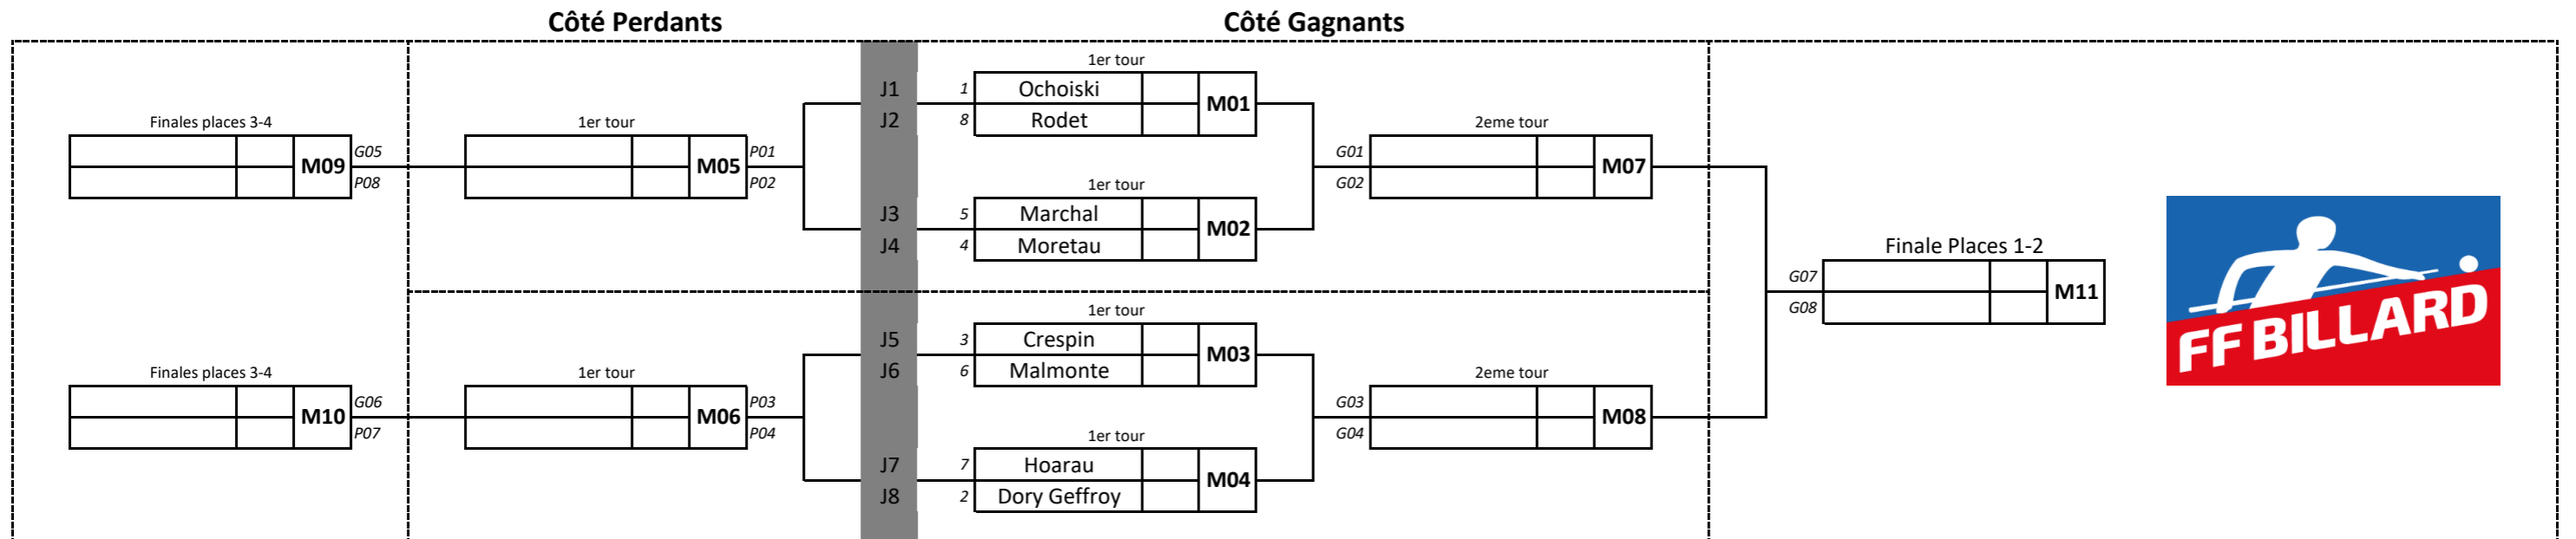 Côté Perdants
Côté Gagnants
Finales places 3-4
M09
G05
P08
1er tour
M05
P01
P02
J1
J2
1er tour
1 Ochoiski
8 Rodet
M01
J3
J4
1er tour
5 Marchal
4 Moretau
M02
2eme tour
G01
G02
M07
Finale Places 1-2
G07
G08
M11
FF BILLARD
Finales places 3-4
M10
G06
P07
1er tour
M06
P03
P04
J5
J6
1er tour
3 Crespin
6 Malmonte
M03
J7
J8
1er tour
7 Hoarau
2 Dory Geffroy
M04
2eme tour
G03
G04
M08